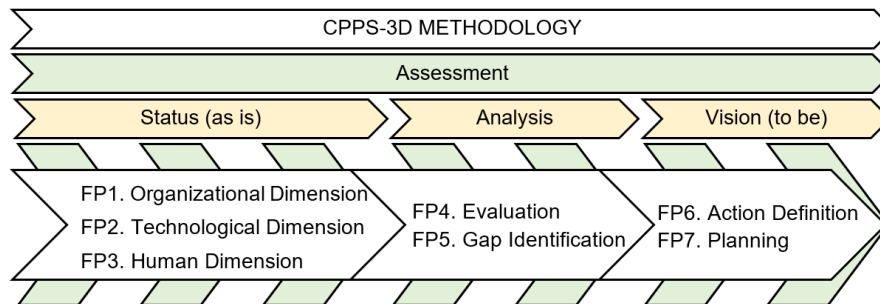 CPPS-3D METHODOLOGY
Assessment
Status (as is)
Analysis
Vision (to be)
FP1. Organizational Dimension
FP2. Technological Dimension
FP3. Human Dimension
FP4. Evaluation
FP5. Gap Identification
FP6. Action Definition
FP7. Planning